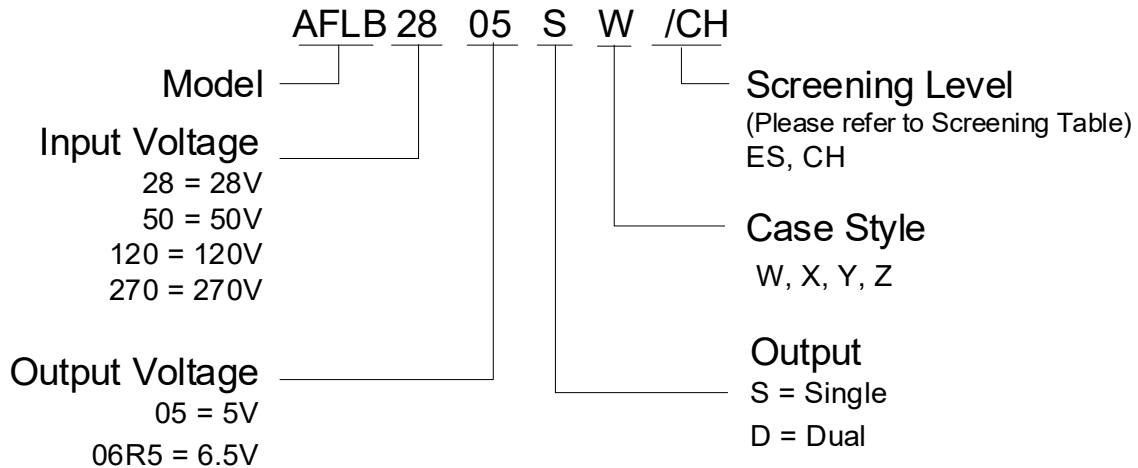 AFLB 28 05 S W /CH
Model
Input Voltage
28 = 28V
50 = 50V
120 = 120V
270 = 270V
Output Voltage
05 = 5V
06R5 = 6.5V
Screening Level
(Please refer to Screening Table)
ES, CH
Case Style
W, X, Y, Z
Output
S = Single
D = Dual